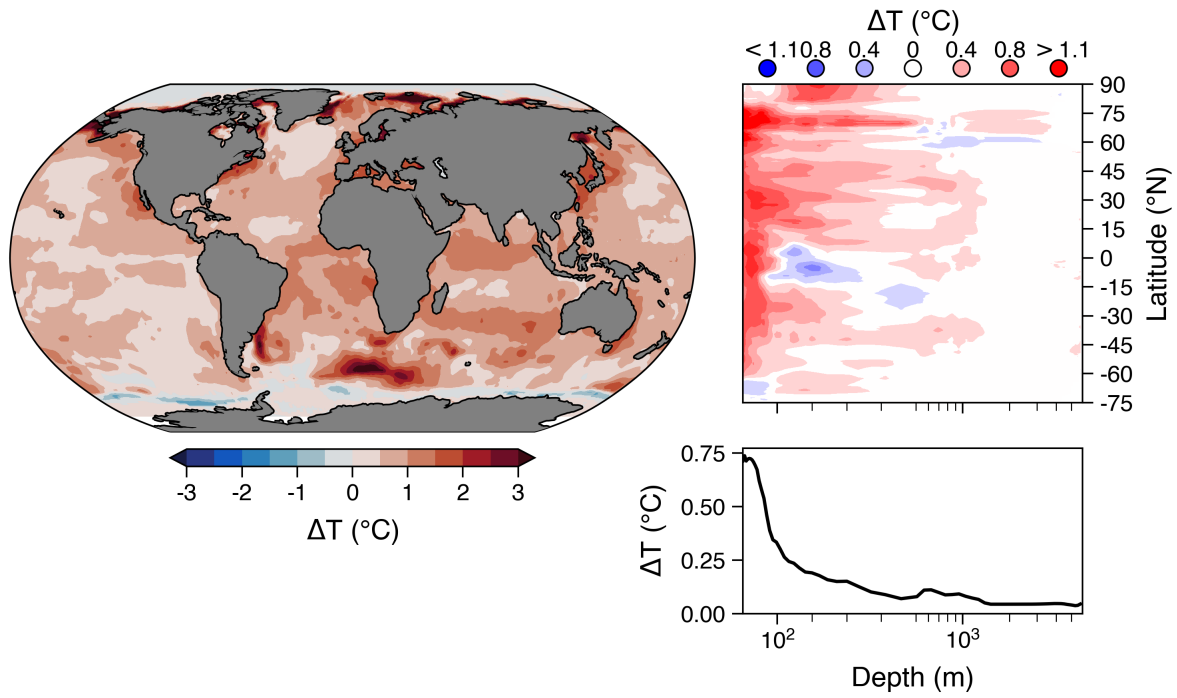 ΔT (°C)
< 1.1 0.8 0.4 0 0.4 0.8 > 1.1
90
75
60
45
30
15
0
-15
-30
-45
-60
-75
Latitude (°N)
-3 -2 -1 0 1 2 3
ΔT (°C)
0.75
0.50
0.25
0.00
ΔT (°C)
10² 10³
Depth (m)